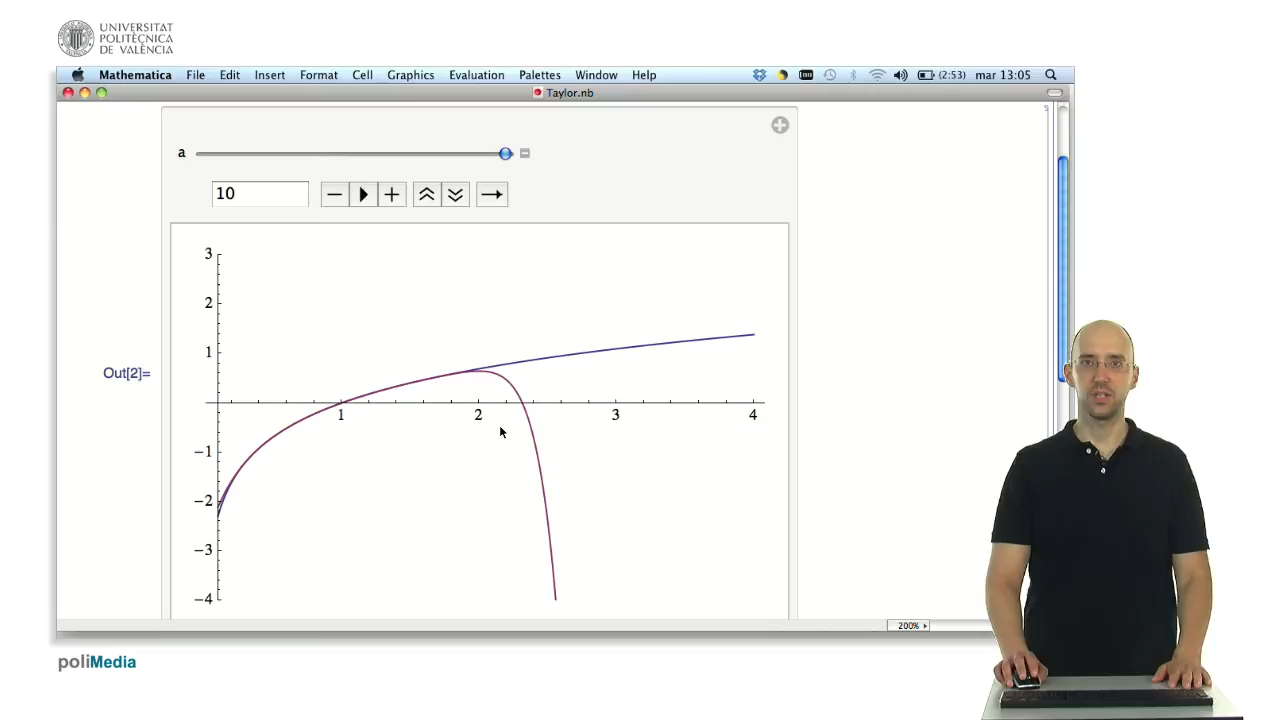 UNIVERSITAT
POLITÈCNICA
DE VALÈNCIA
Mathematica File Edit Insert Format Cell Graphics Evaluation Palettes Window Help (2:53) mar 13:05
Taylor.nb
a
10
3
2
1
Out[2]=
1 2 3 4
−1
−2
−3
−4
200%
poliMedia